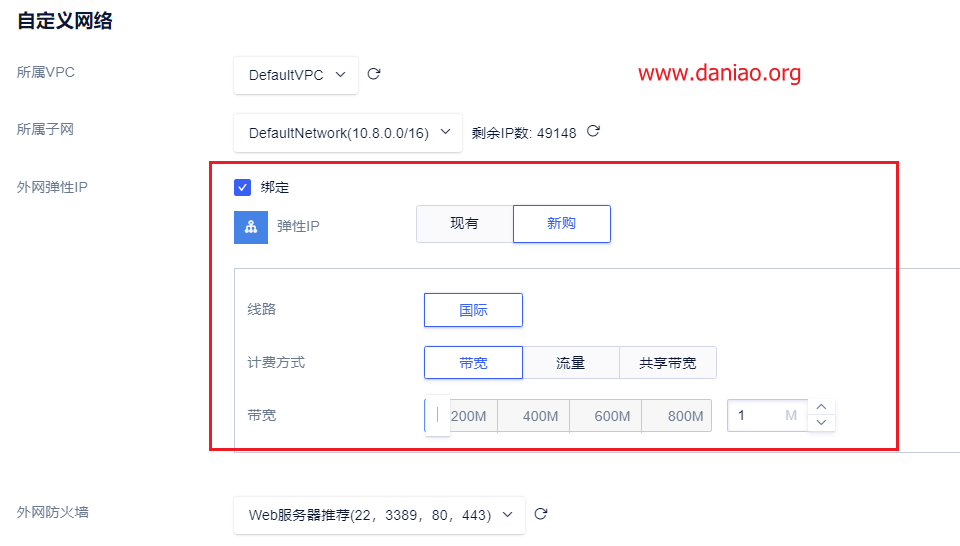 自定义网络
www.daniao.org
所属VPC
DefaultVPC
所属子网
DefaultNetwork(10.8.0.0/16)
剩余IP数: 49148
外网弹性IP
绑定
弹性IP
现有
新购
线路
国际
计费方式
带宽
流量
共享带宽
带宽
200M
400M
600M
800M
1
M
外网防火墙
Web服务器推荐(22，3389，80，443)